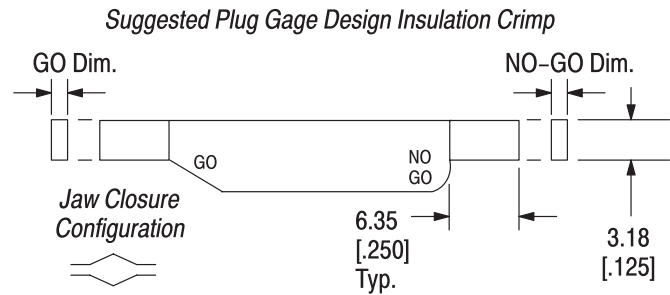 Suggested Plug Gage Design Insulation Crimp
GO Dim.
NO-GO Dim.
GO
NO
GO
Jaw Closure
Configuration
6.35
[.250]
Typ.
3.18
[.125]